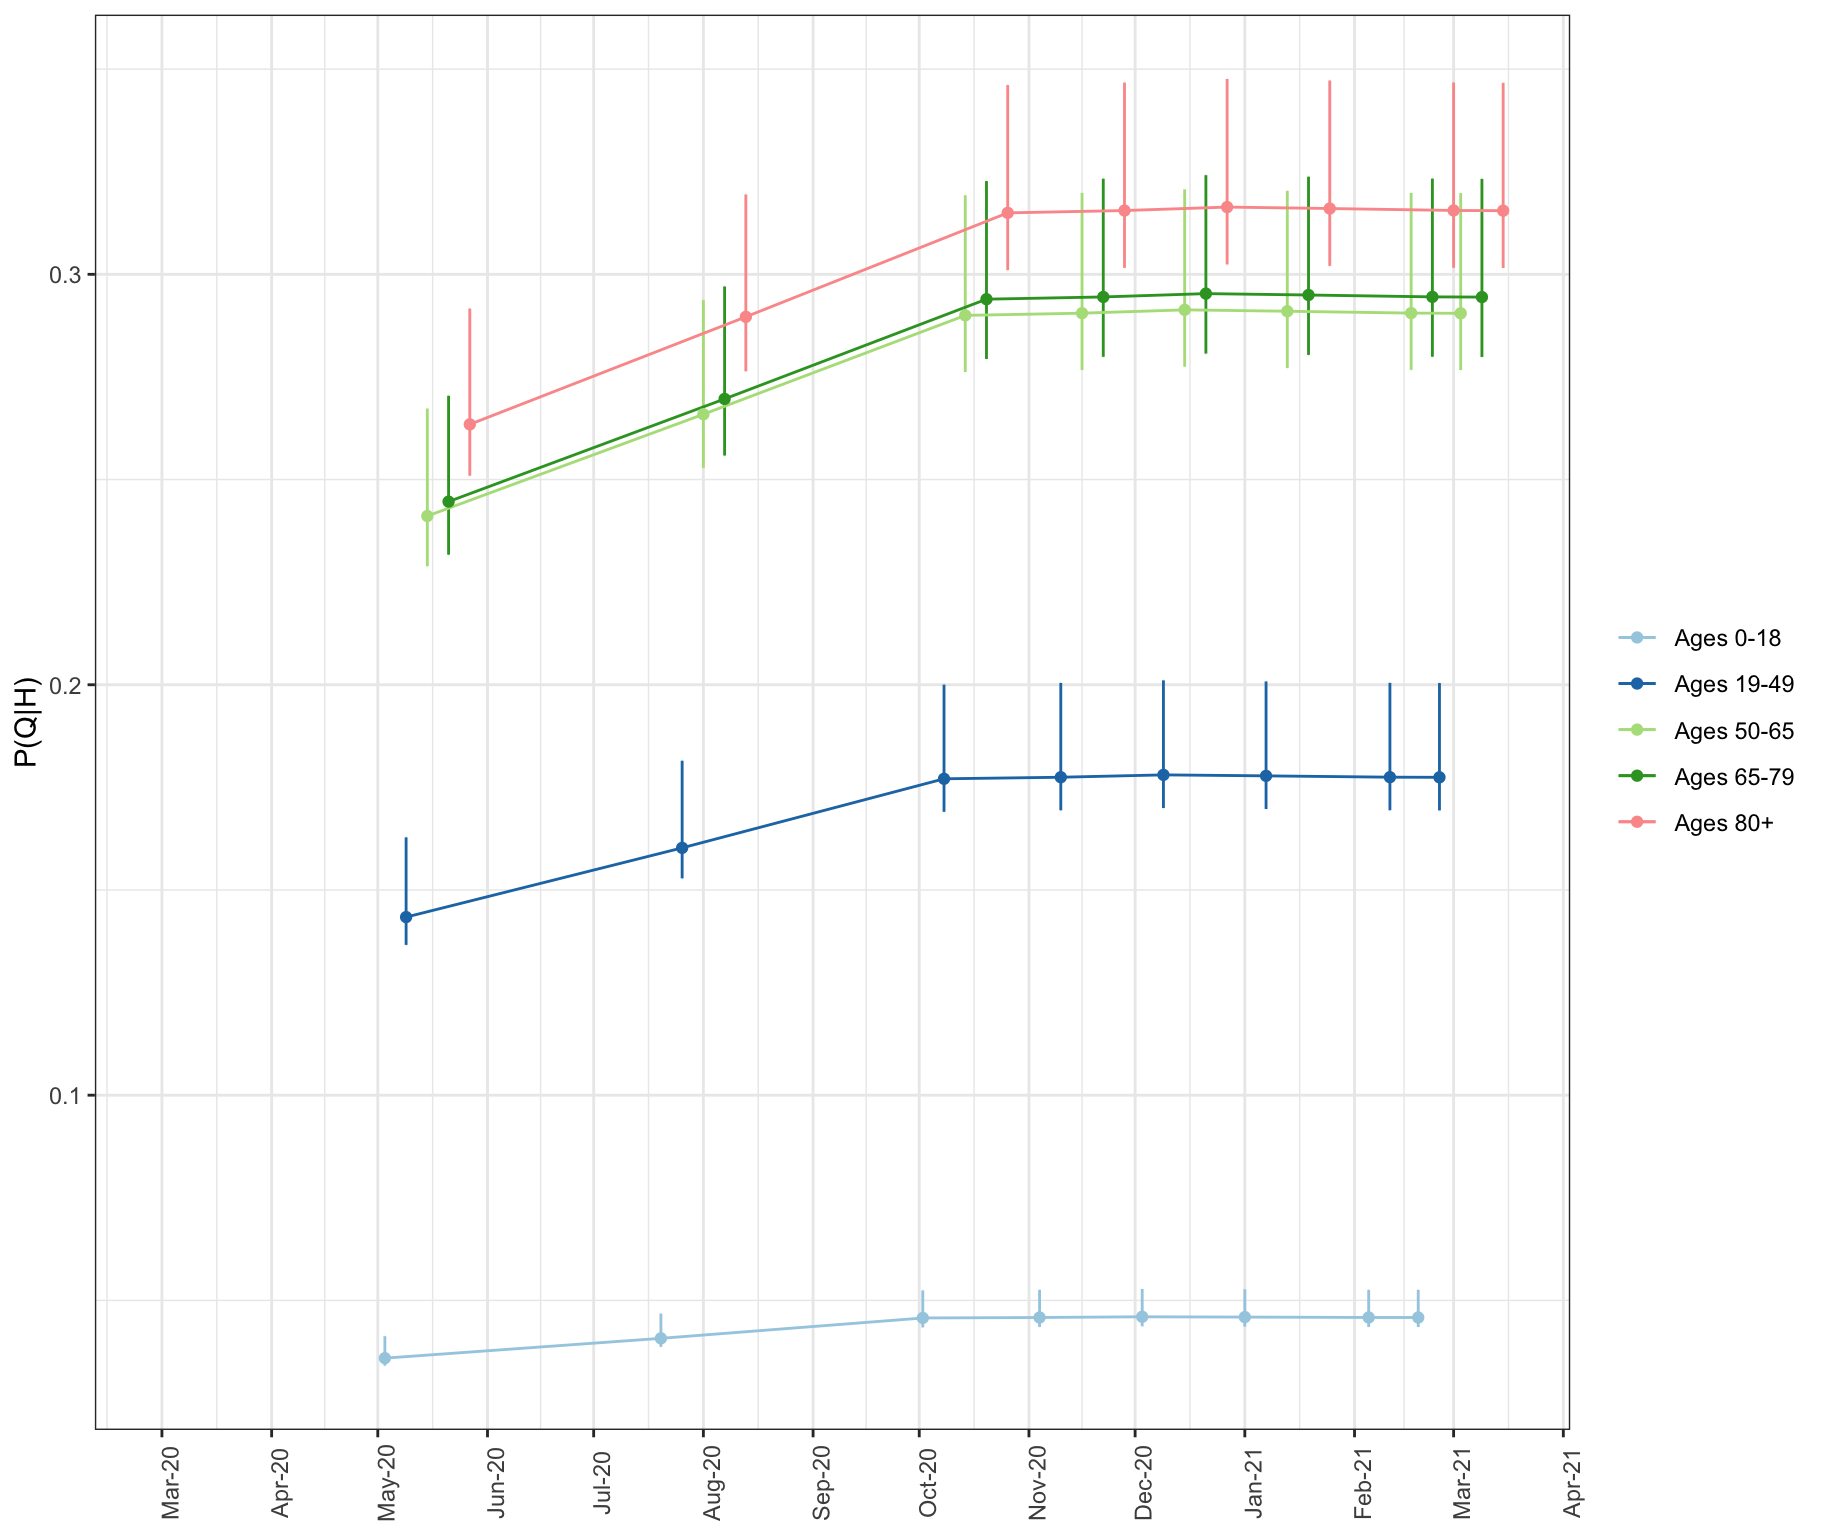 P(Q|H)
0.3
0.2
0.1
Mar-20
Apr-20
May-20
Jun-20
Jul-20
Aug-20
Sep-20
Oct-20
Nov-20
Dec-20
Jan-21
Feb-21
Mar-21
Apr-21
Ages 0-18
Ages 19-49
Ages 50-65
Ages 65-79
Ages 80+